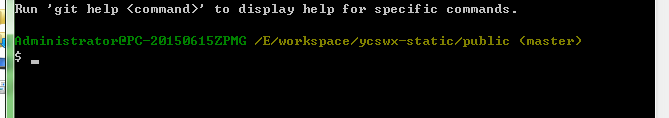 Run 'git help <command>' to display help for specific commands.
Administrator@PC-20150615ZPMG /E/workspace/ycswx-static/public (master)
$